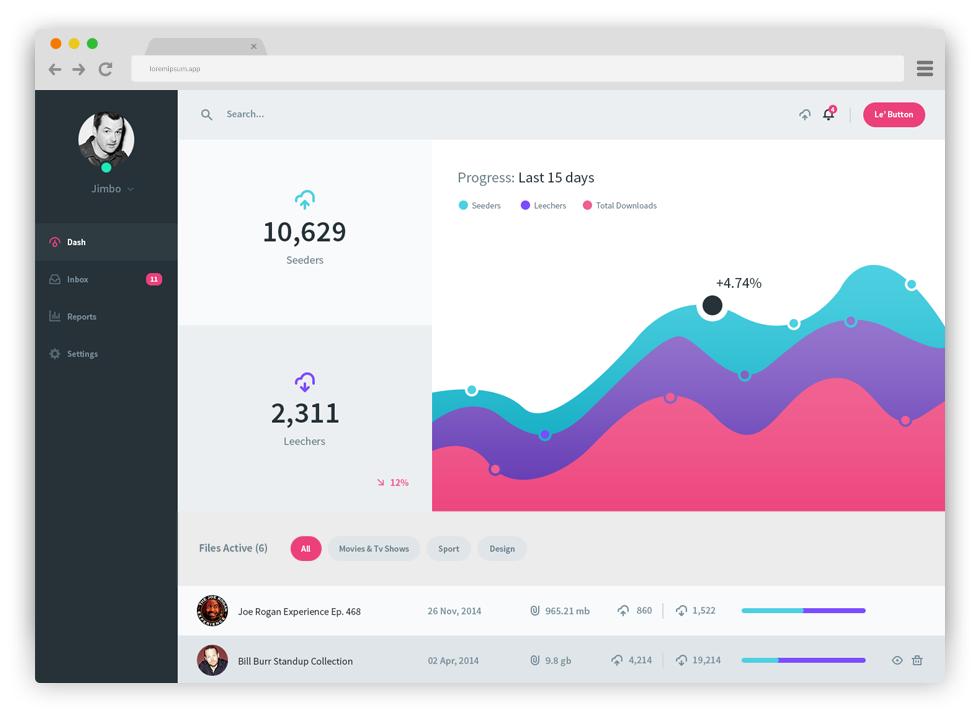 loremipsum.app
Search...
4
Le' Button
Jimbo
Dash
Inbox
11
Reports
Settings
10,629
Seeders
2,311
Leechers
12%
Progress: Last 15 days
Seeders
Leechers
Total Downloads
+4.74%
Files Active (6)
All
Movies & Tv Shows
Sport
Design
Joe Rogan Experience Ep. 468
26 Nov, 2014
965.21 mb
860
1,522
Bill Burr Standup Collection
02 Apr, 2014
9.8 gb
4,214
19,214